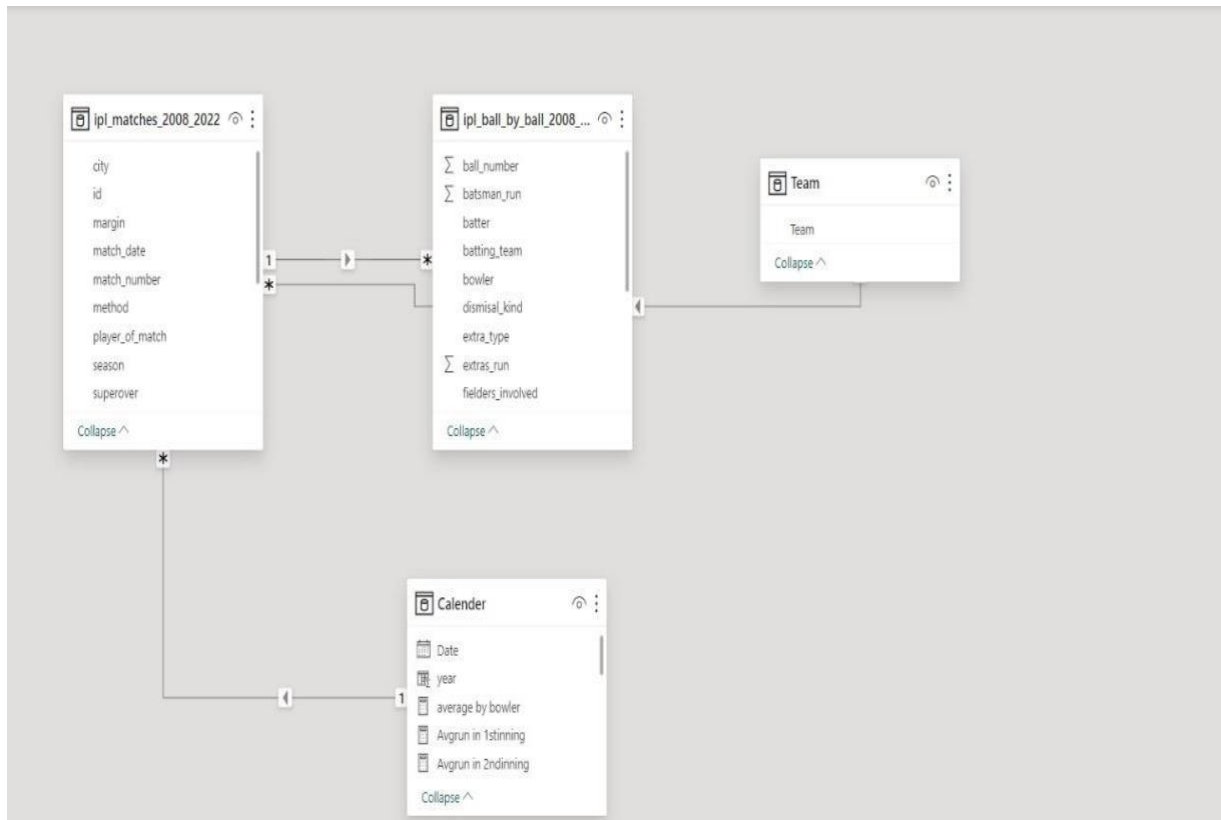 ipl_matches_2008_2022
city
id
margin
match_date
match_number
method
player_of_match
season
superover
Collapse
ipl_ball_by_ball_2008_...
∑ ball_number
∑ batsman_run
batter
batting_team
bowler
dismisal_kind
extra_type
∑ extras_run
fielders_involved
Collapse
Team
Team
Collapse
1
*
*
*
1
Calender
Date
year
average by bowler
Avgrun in 1stinning
Avgrun in 2ndinning
Collapse